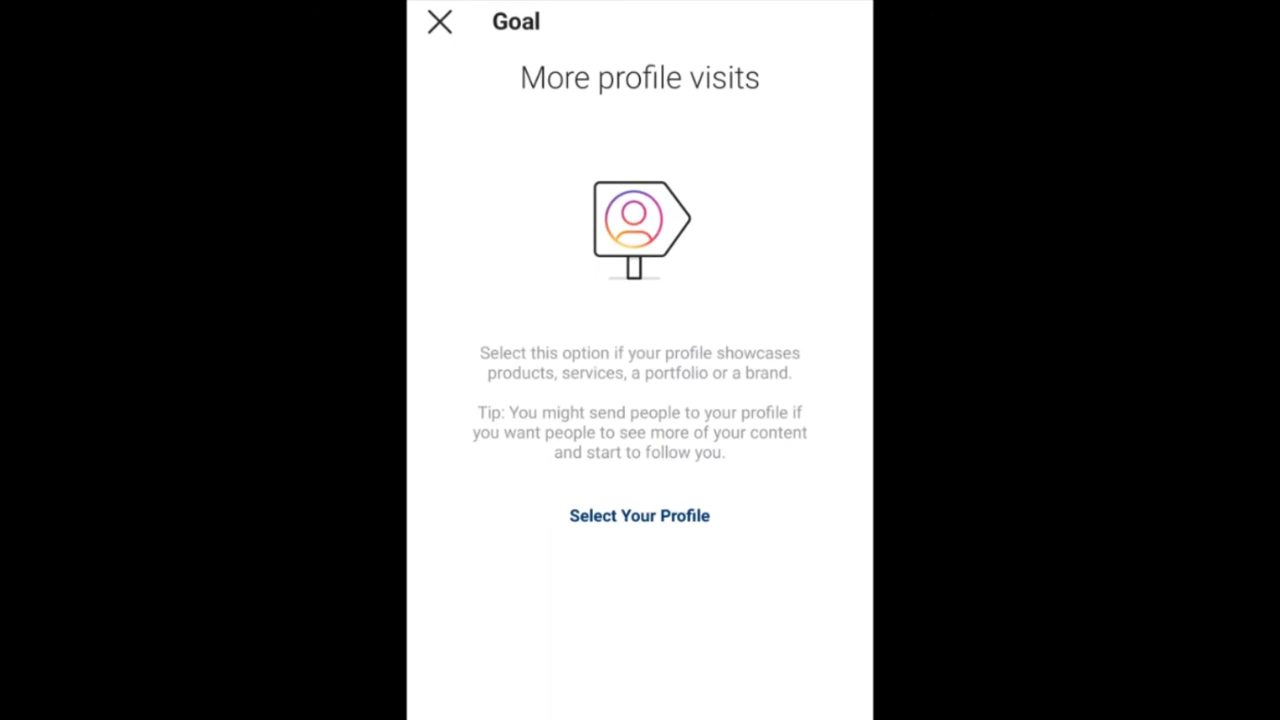 Goal
More profile visits
Select this option if your profile showcases
products, services, a portfolio or a brand.
Tip: You might send people to your profile if
you want people to see more of your content
and start to follow you.
Select Your Profile